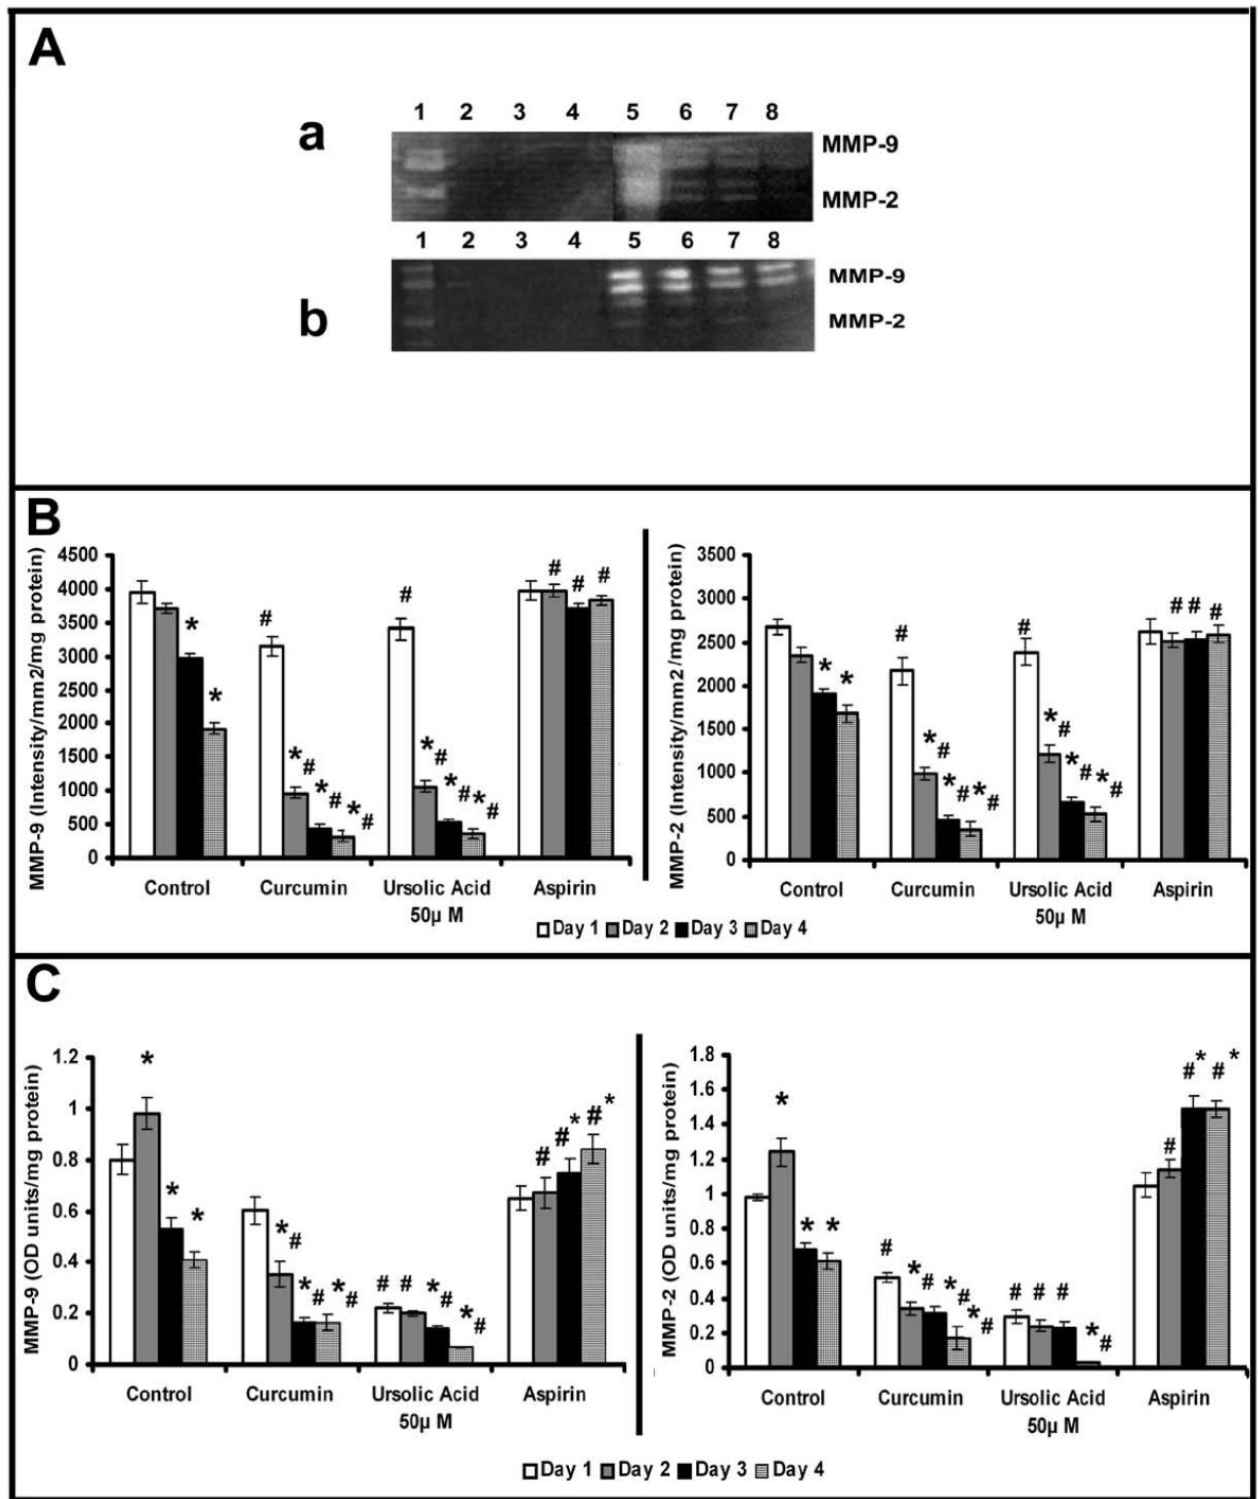 A
1 2 3 4 5 6 7 8
a
MMP-9
MMP-2
1 2 3 4 5 6 7 8
b
MMP-9
MMP-2
B
MMP-9 (Intensity/mm2/mg protein)
4500
4000
3500
3000
2500
2000
1500
1000
500
0
* * # * # * # * # # * # * # * # # # #
Control Curcumin Ursolic Acid Aspirin
50µ M
MMP-2 (Intensity/mm2/mg protein)
3500
3000
2500
2000
1500
1000
500
0
* * # * # * # * # # * # * # * # # # #
Control Curcumin Ursolic Acid Aspirin
50µ M
Day 1 Day 2 Day 3 Day 4
C
MMP-9 (OD units/mg protein)
1.2
1
0.8
0.6
0.4
0.2
0
* * * * # * # * # # # * # * # # # * # *
Control Curcumin Ursolic Acid Aspirin
50µ M
MMP-2 (OD units/mg protein)
1.8
1.6
1.4
1.2
1
0.8
0.6
0.4
0.2
0
* * * # * # * # * # # # # * # # # * # *
Control Curcumin Ursolic Acid Aspirin
50µ M
Day 1 Day 2 Day 3 Day 4